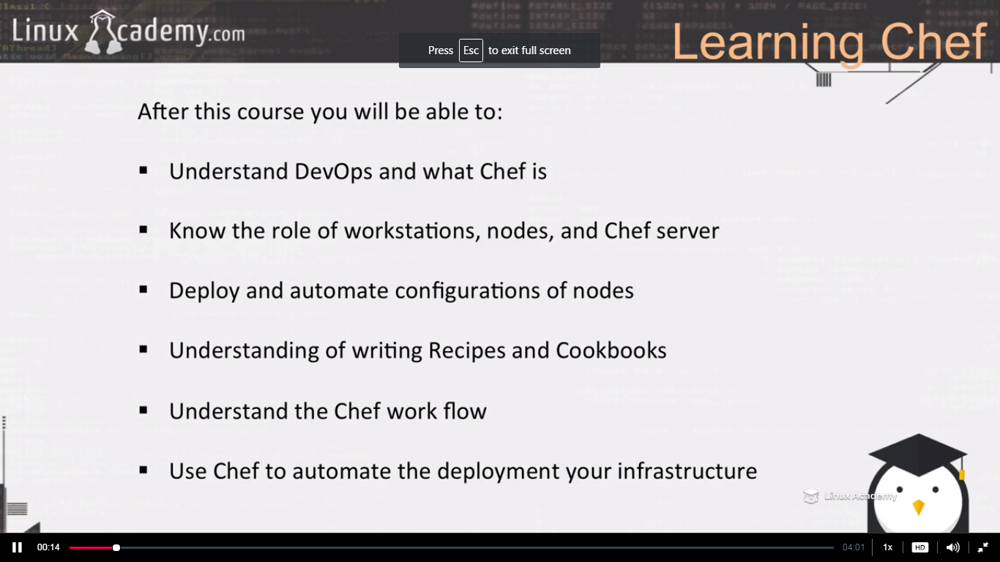 Linux Academy.com
Press Esc to exit full screen
Learning Chef
After this course you will be able to:
▪ Understand DevOps and what Chef is
▪ Know the role of workstations, nodes, and Chef server
▪ Deploy and automate configurations of nodes
▪ Understanding of writing Recipes and Cookbooks
▪ Understand the Chef work flow
▪ Use Chef to automate the deployment your infrastructure
Linux Academy
00:14
04:01
1x
HD